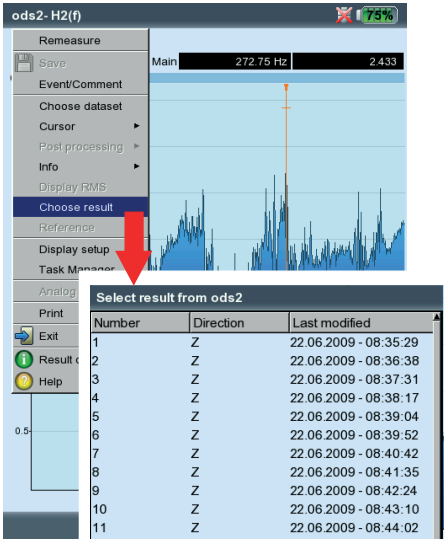 ods2- H2(f)
75%
Remeasure
Save
Event/Comment
Choose dataset
Cursor
Post processing
Info
Display RMS
Choose result
Reference
Display setup
Task Manager
Analog
Print
Exit
Result
Help
Main 272.75 Hz 2.433
0.5
Select result from ods2
Number Direction Last modified
1 Z 22.06.2009 - 08:35:29
2 Z 22.06.2009 - 08:36:38
3 Z 22.06.2009 - 08:37:31
4 Z 22.06.2009 - 08:38:17
5 Z 22.06.2009 - 08:39:04
6 Z 22.06.2009 - 08:39:52
7 Z 22.06.2009 - 08:40:42
8 Z 22.06.2009 - 08:41:35
9 Z 22.06.2009 - 08:42:24
10 Z 22.06.2009 - 08:43:10
11 Z 22.06.2009 - 08:44:02